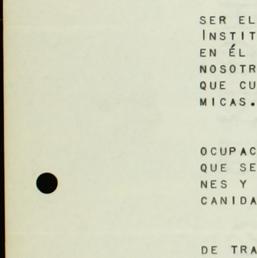 SER EL
INSTIT
EN ÉL
NOSOTR
QUE CU
MICAS.
OCUPAC
QUE SE
NES Y
CANIDA
DE TRA